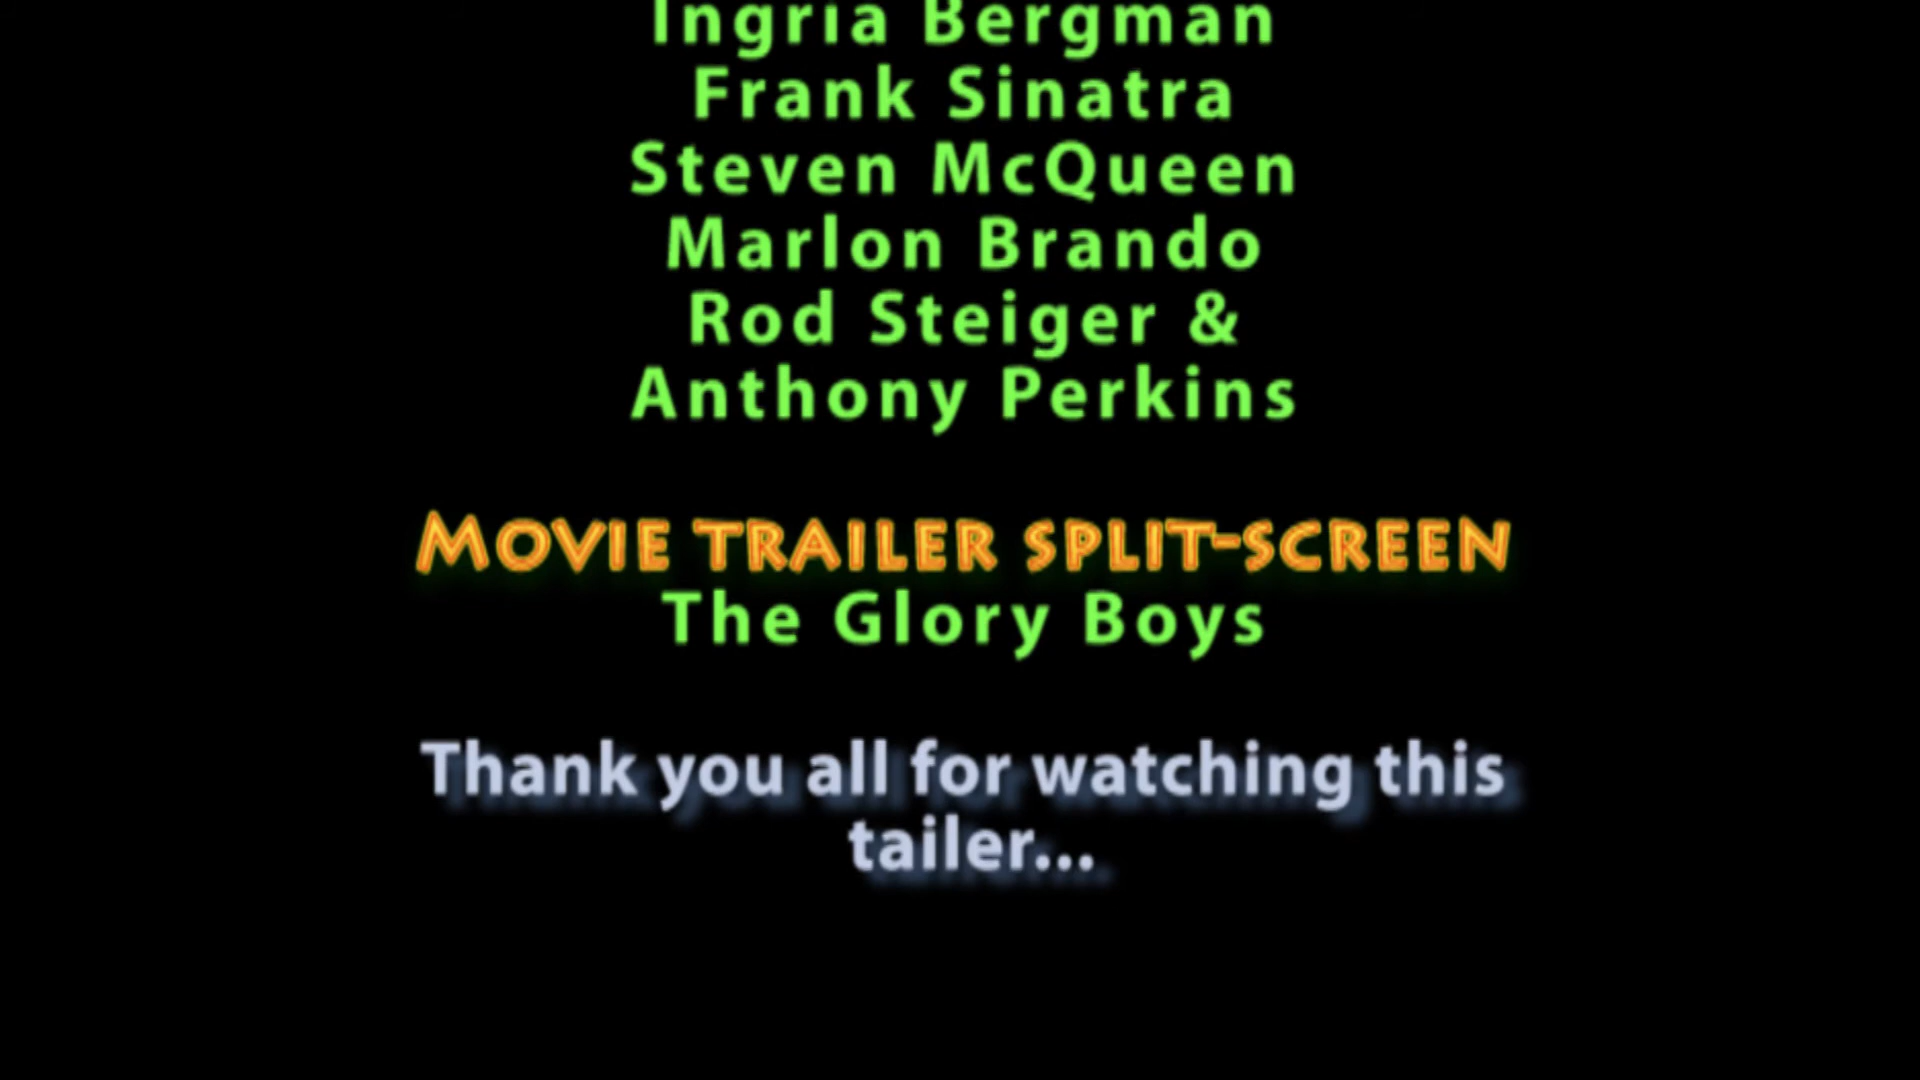 Ingria Bergman
Frank Sinatra
Steven McQueen
Marlon Brando
Rod Steiger &
Anthony Perkins
MOVIE TRAILER SPLIT-SCREEN
The Glory Boys
Thank you all for watching this
tailer...